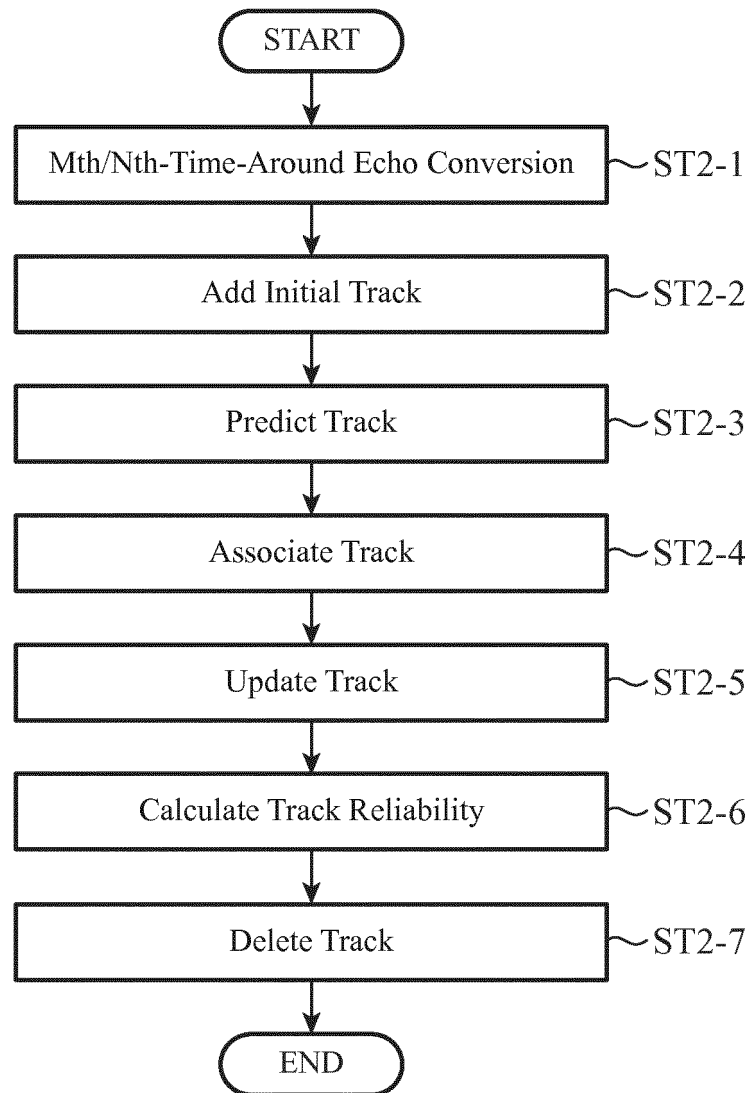 START
Mth/Nth-Time-Around Echo Conversion
ST2-1
Add Initial Track
ST2-2
Predict Track
ST2-3
Associate Track
ST2-4
Update Track
ST2-5
Calculate Track Reliability
ST2-6
Delete Track
ST2-7
END